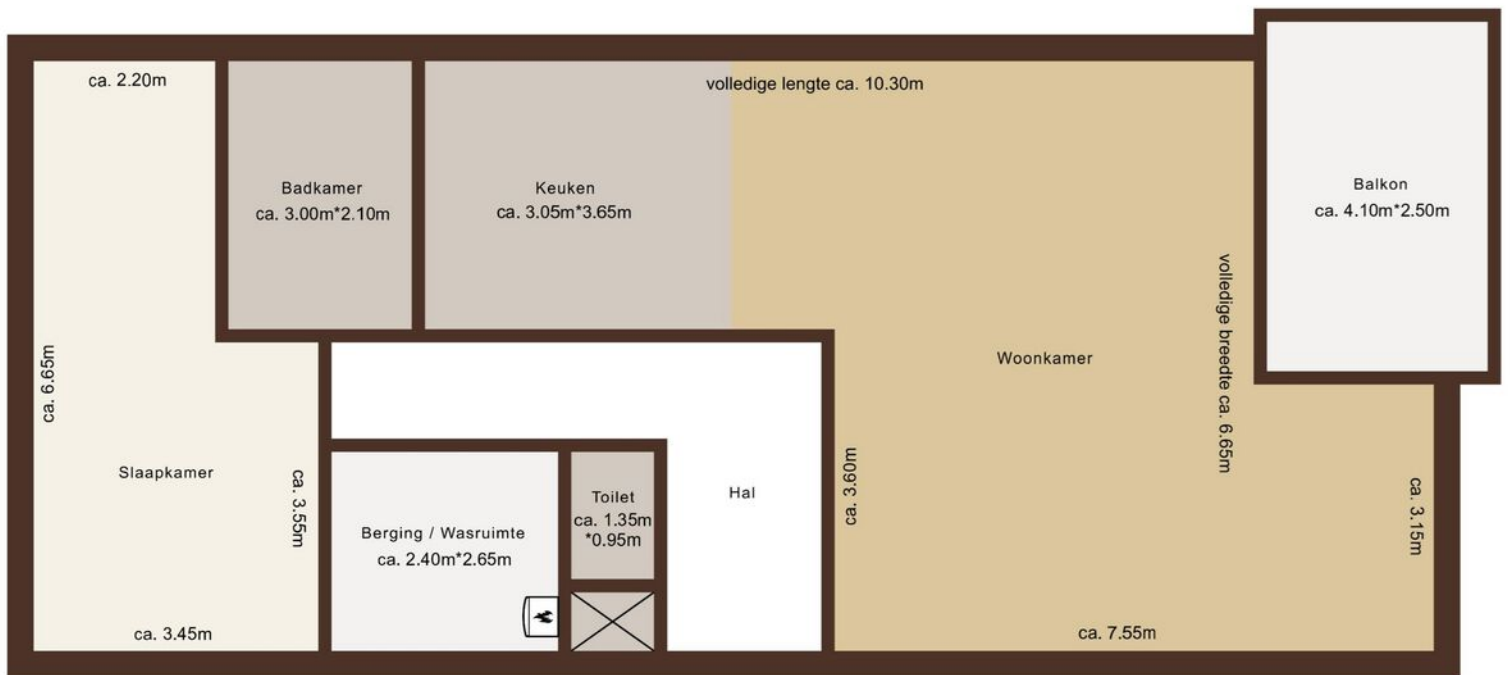 ca. 2.20m
volledige lengte ca. 10.30m
Badkamer
ca. 3.00m*2.10m
Keuken
ca. 3.05m*3.65m
Balkon
ca. 4.10m*2.50m
volledige breedte ca. 6.65m
ca. 6.65m
Woonkamer
Slaapkamer
ca. 3.55m
Berging / Wasruimte
ca. 2.40m*2.65m
Toilet
ca. 1.35m
*0.95m
Hal
ca. 3.60m
ca. 3.15m
ca. 3.45m
ca. 7.55m